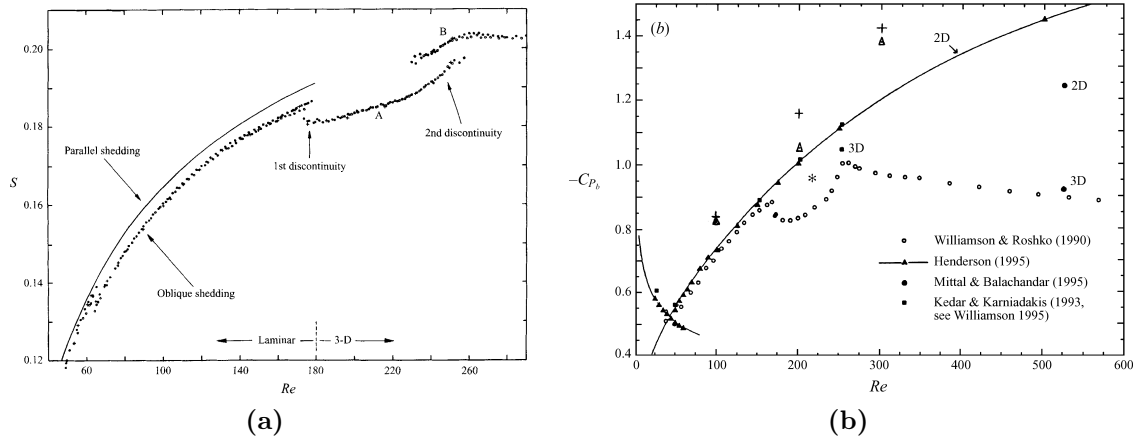 0.20
0.18
0.16
0.14
0.12
S
B
A
2nd discontinuity
1st discontinuity
Parallel shedding
Oblique shedding
Laminar
3-D
60
100
140
180
220
260
Re
(a)
(b)
1.4
1.2
1.0
0.8
0.6
0.4
−C_{P_b}
2D
2D
3D
3D
Williamson & Roshko (1990)
Henderson (1995)
Mittal & Balachandar (1995)
Kedar & Karniadakis (1993,
see Williamson 1995)
0
100
200
300
400
500
600
Re
(b)